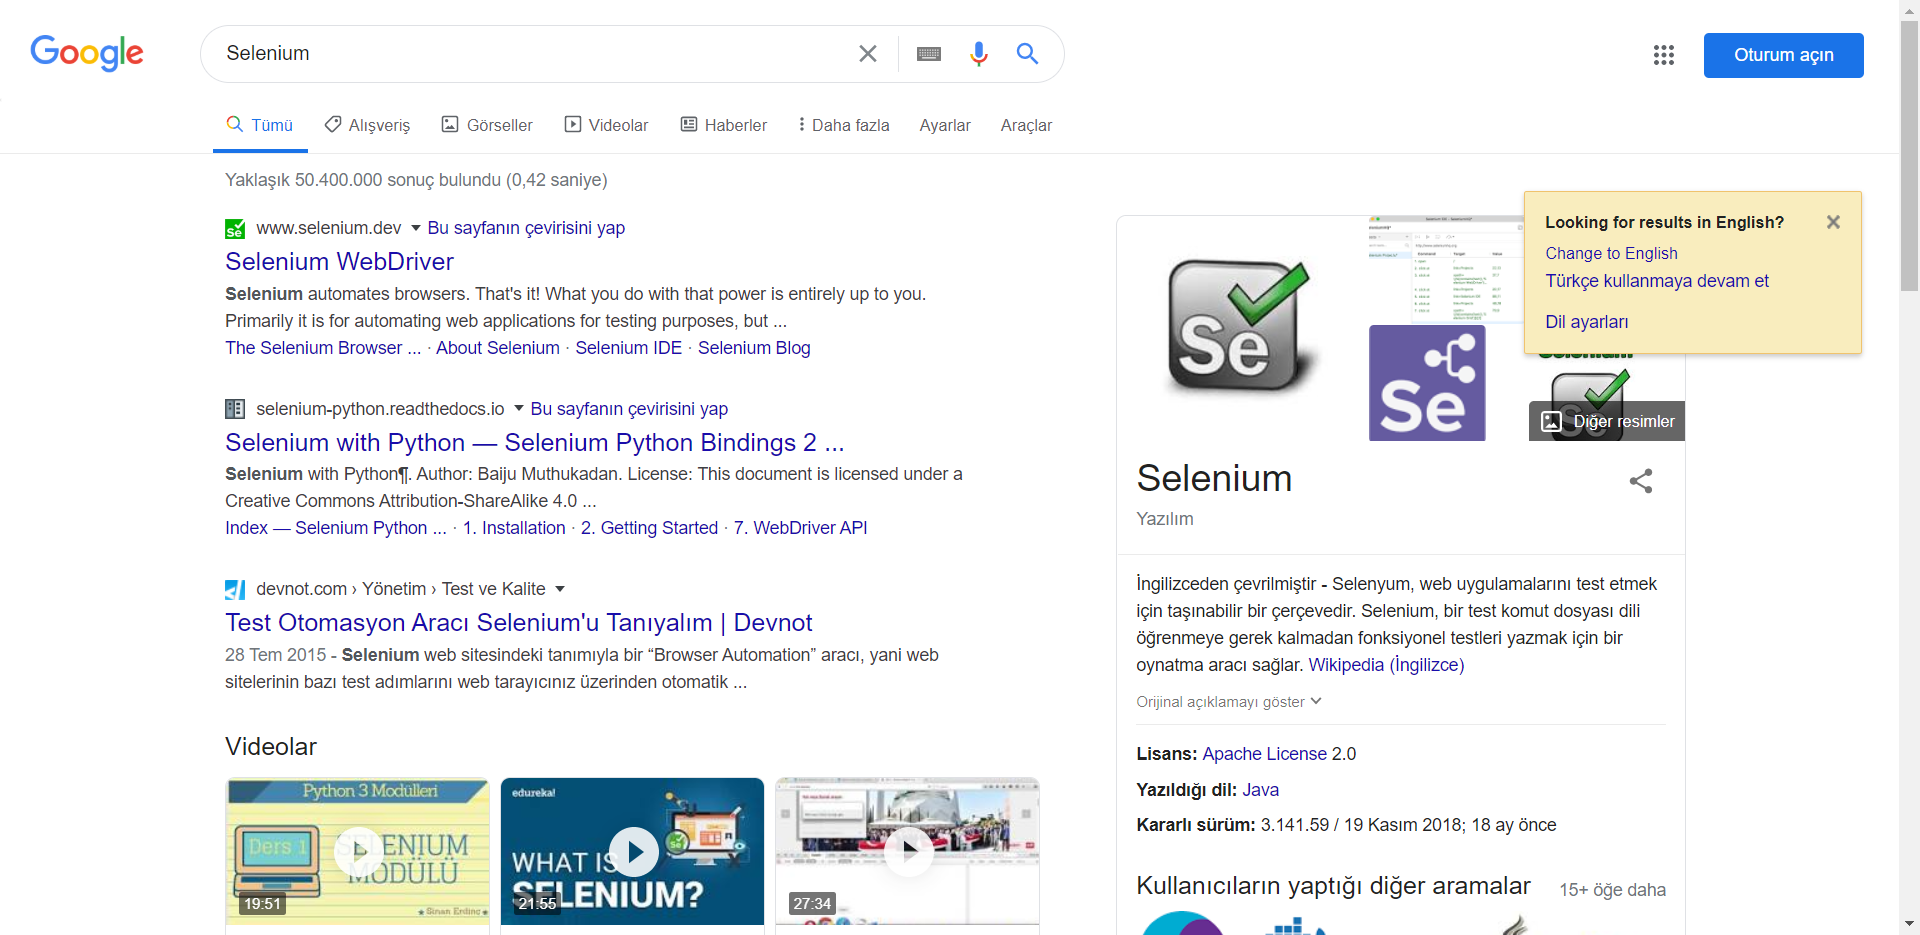 Google
Selenium
Oturum açın
Tümü
Alışveriş
Görseller
Videolar
Haberler
Daha fazla
Ayarlar
Araçlar
Yaklaşık 50.400.000 sonuç bulundu (0,42 saniye)
www.selenium.dev
Bu sayfanın çevirisini yap
Selenium WebDriver
Selenium automates browsers. That's it! What you do with that power is entirely up to you.
Primarily it is for automating web applications for testing purposes, but ...
The Selenium Browser ... · About Selenium · Selenium IDE · Selenium Blog
selenium-python.readthedocs.io
Bu sayfanın çevirisini yap
Selenium with Python — Selenium Python Bindings 2 ...
Selenium with Python¶. Author: Baiju Muthukadan. License: This document is licensed under a
Creative Commons Attribution-ShareAlike 4.0 ...
Index — Selenium Python ... · 1. Installation · 2. Getting Started · 7. WebDriver API
devnot.com › Yönetim › Test ve Kalite
Test Otomasyon Aracı Selenium'u Tanıyalım | Devnot
28 Tem 2015 - Selenium web sitesindeki tanımıyla bir “Browser Automation” aracı, yani web
sitelerinin bazı test adımlarını web tarayıcınız üzerinden otomatik ...
Videolar
Python 3 Modülleri
Ders 1
SELENIUM
MODÜLÜ
19:51
Sinan Erdinç
edureka!
WHAT IS
SELENIUM?
21:55
27:34
Looking for results in English?
Change to English
Türkçe kullanmaya devam et
Dil ayarları
Se
Se
Diğer resimler
Selenium
Yazılım
İngilizceden çevrilmiştir - Selenyum, web uygulamalarını test etmek
için taşınabilir bir çerçevedir. Selenium, bir test komut dosyası dili
öğrenmeye gerek kalmadan fonksiyonel testleri yazmak için bir
oynatma aracı sağlar. Wikipedia (İngilizce)
Orijinal açıklamayı göster
Lisans: Apache License 2.0
Yazıldığı dil: Java
Kararlı sürüm: 3.141.59 / 19 Kasım 2018; 18 ay önce
Kullanıcıların yaptığı diğer aramalar
15+ öğe daha